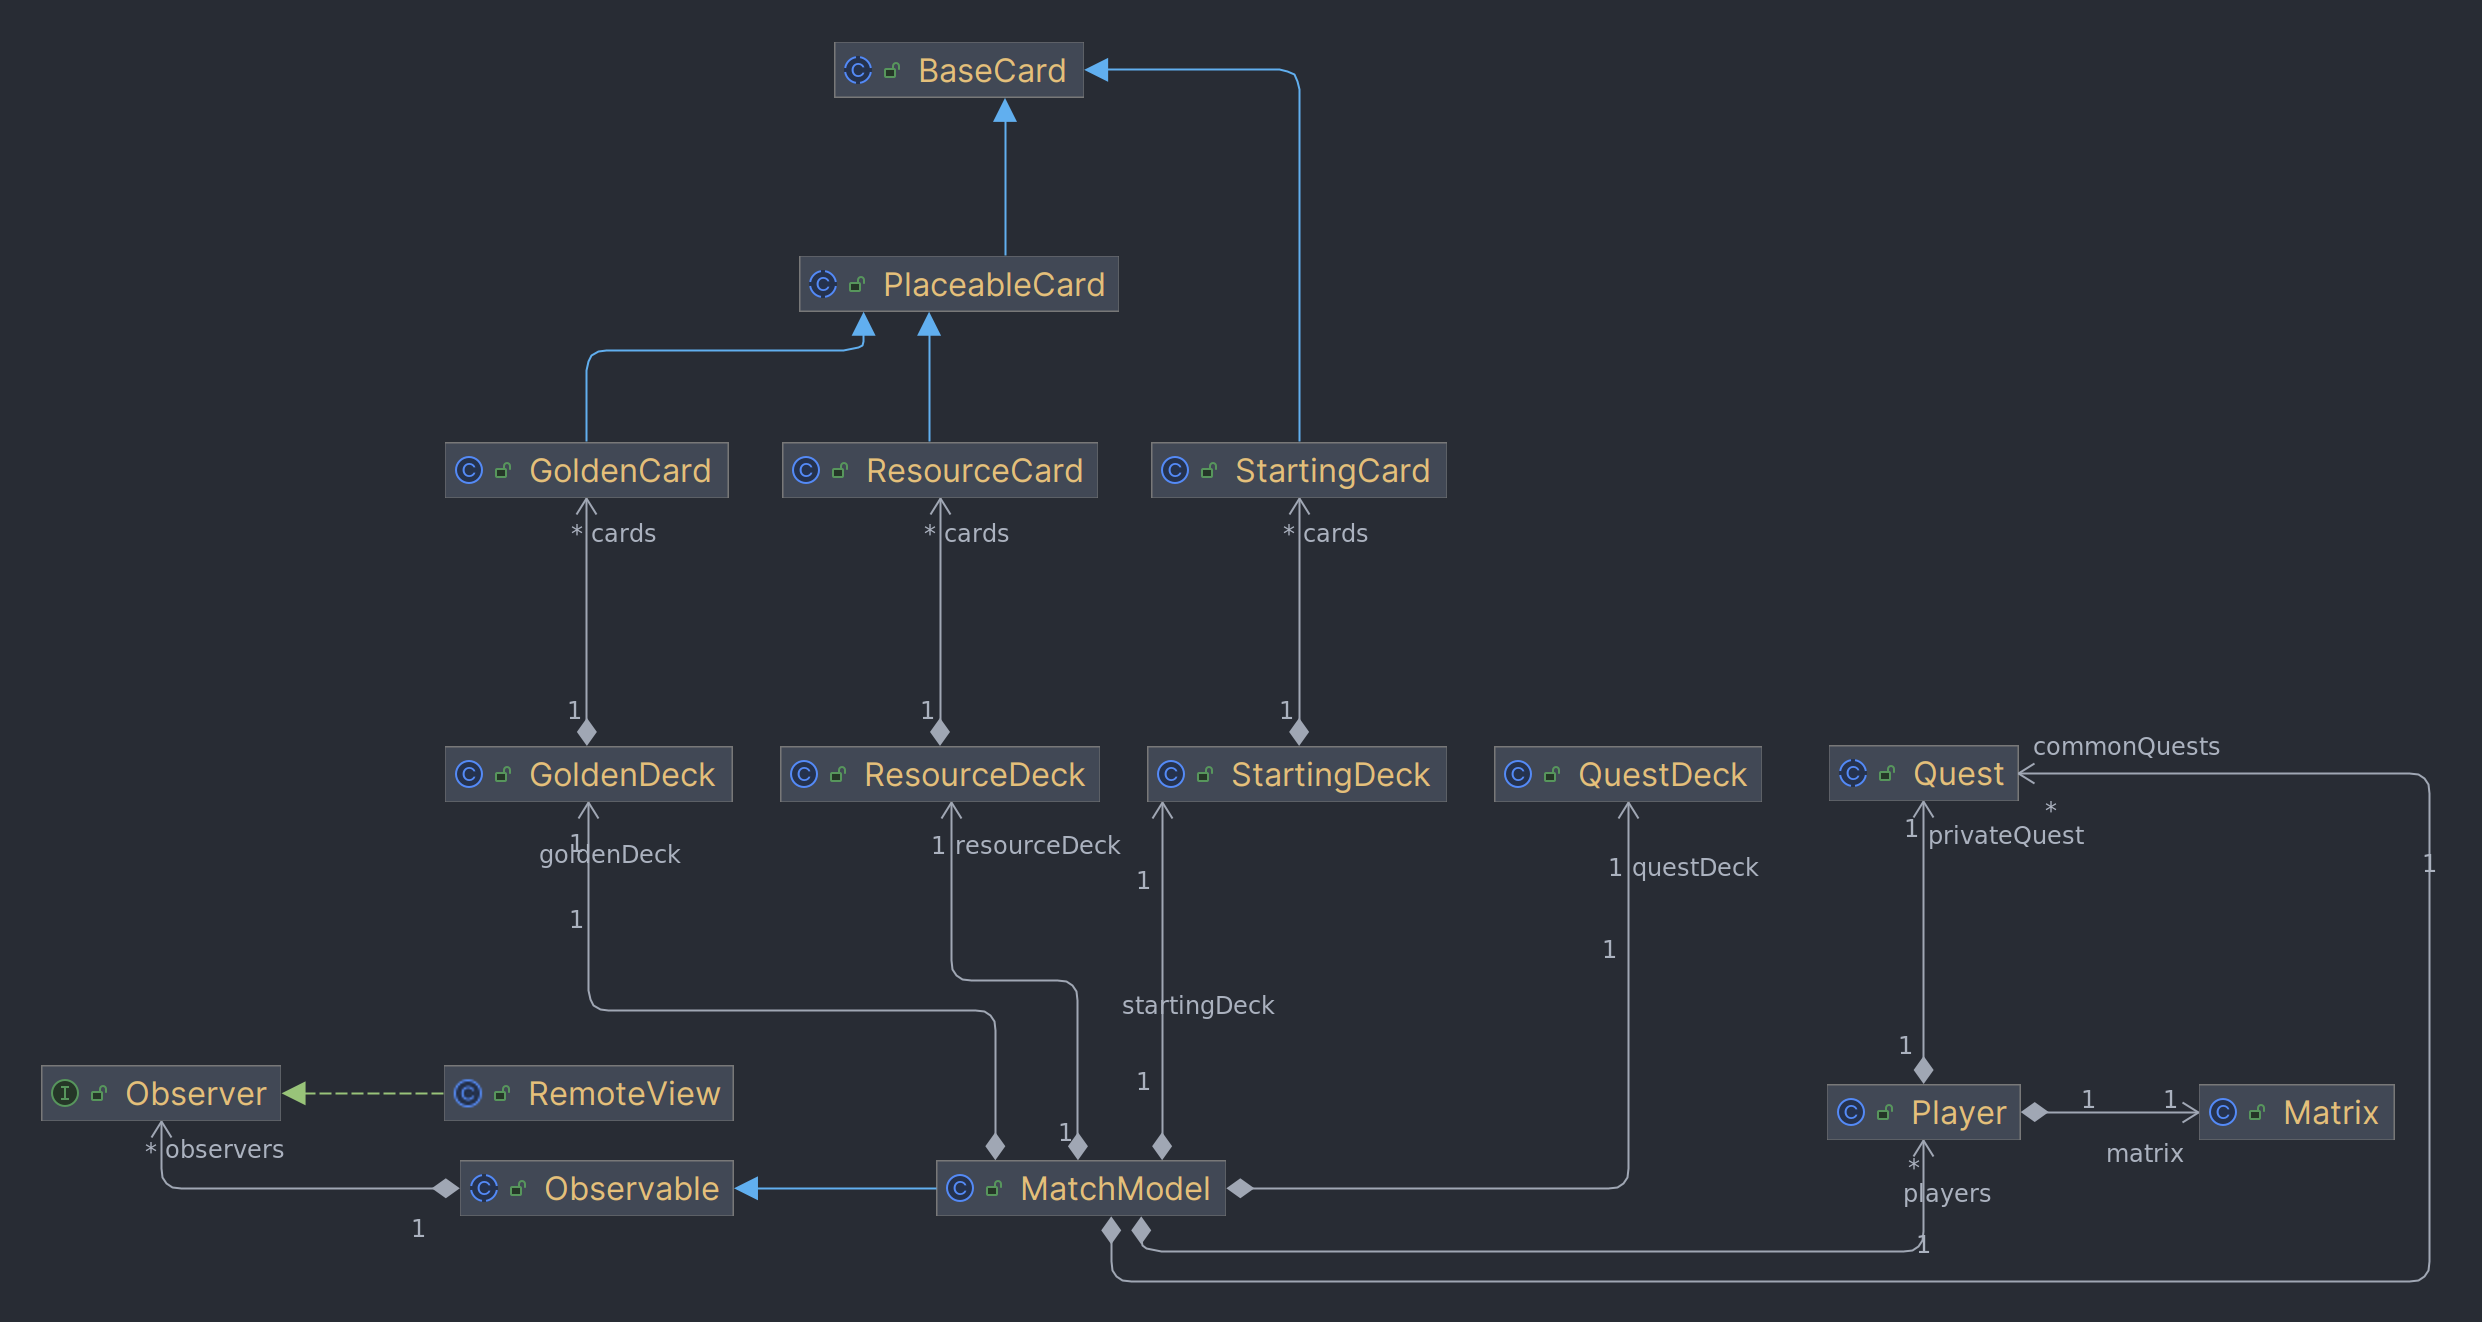 BaseCard
PlaceableCard
GoldenCard
ResourceCard
StartingCard
* cards
* cards
* cards
1
1
1
GoldenDeck
ResourceDeck
StartingDeck
QuestDeck
Quest
commonQuests
*
1 privateQuest
1
goldenDeck
1 resourceDeck
1
1 questDeck
1
1
1
startingDeck
1
1
Observer
RemoteView
1
Player
1
1
Matrix
matrix
* observers
1
*
players
Observable
MatchModel
1
1